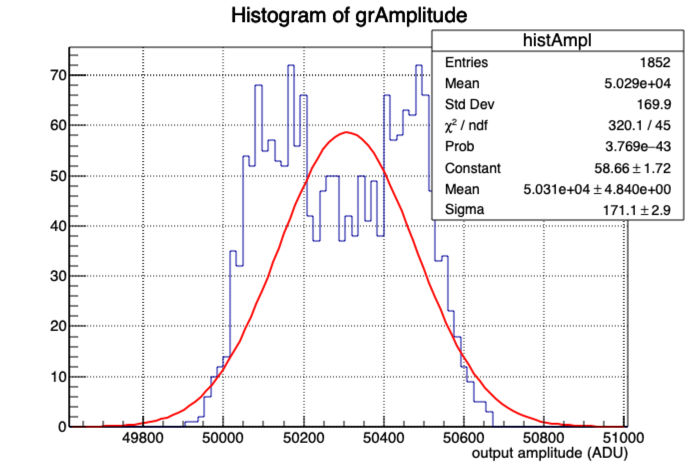 Histogram of grAmplitude
histAmpl
Entries 1852
Mean 5.029e+04
Std Dev 169.9
χ² / ndf 320.1 / 45
Prob 3.769e−43
Constant 58.66 ± 1.72
Mean 5.031e+04 ± 4.840e+00
Sigma 171.1 ± 2.9
70
60
50
40
30
20
10
0
49800 50000 50200 50400 50600 50800 51000
output amplitude (ADU)